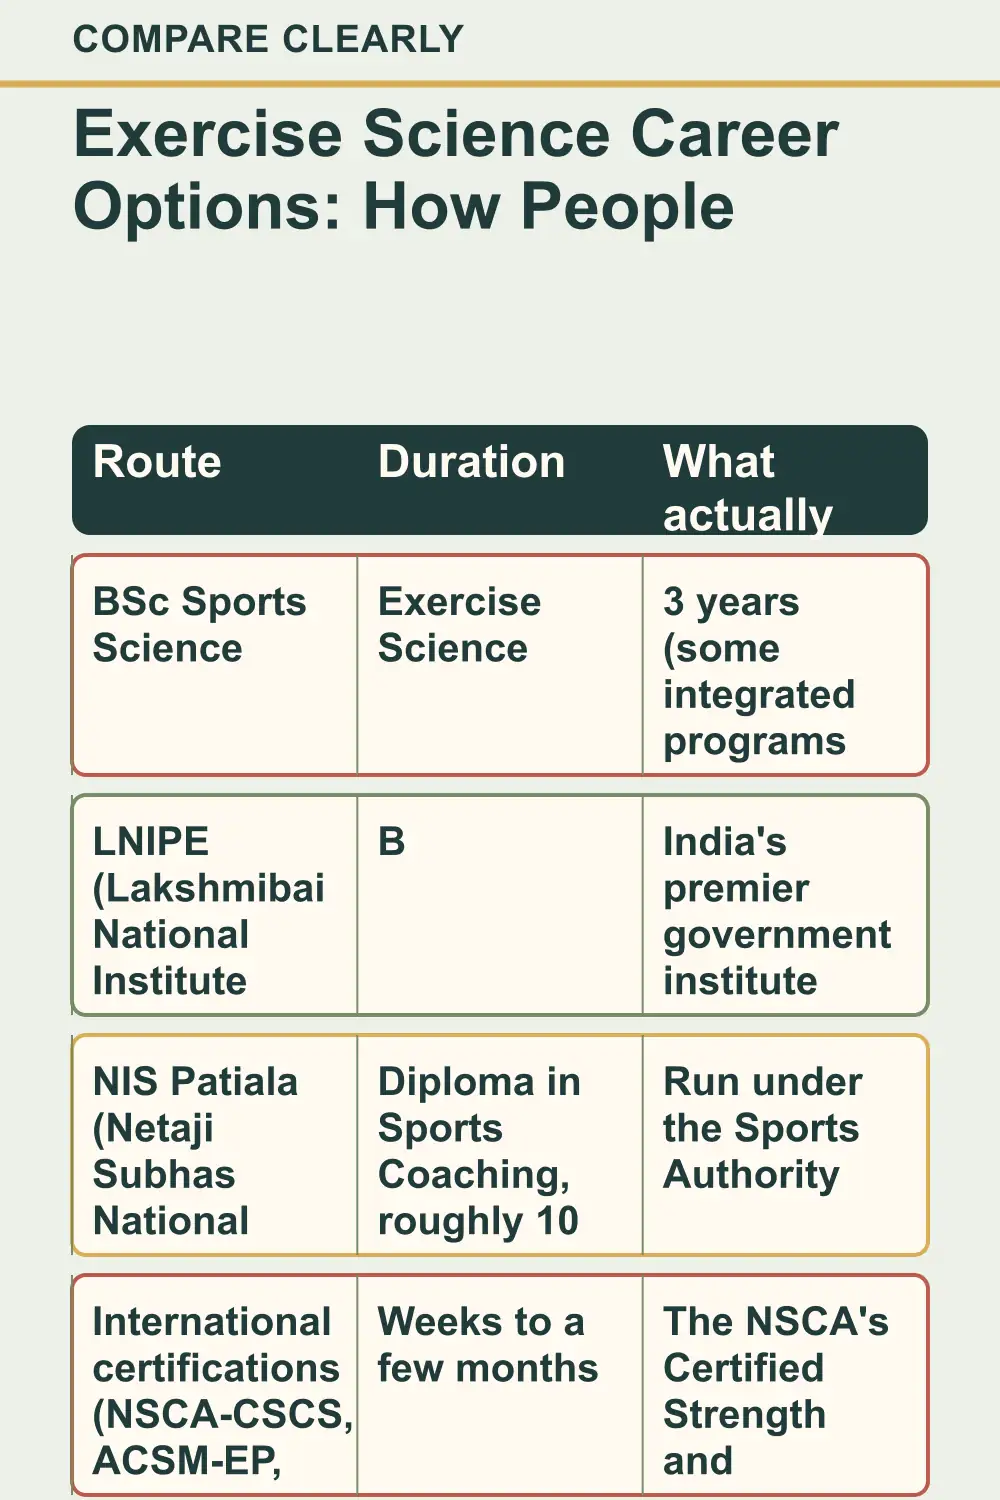 COMPARE CLEARLY
Exercise Science Career
Options: How People
Route
Duration
What
actually
BSc Sports
Science
Exercise
Science
3 years
(some
integrated
programs
LNIPE
(Lakshmibai
National
Institute
B
India's
premier
government
institute
NIS Patiala
(Netaji
Subhas
National
Diploma in
Sports
Coaching,
roughly 10
Run under
the Sports
Authority
International
certifications
(NSCA-CSCS,
ACSM-EP,
Weeks to a
few months
The NSCA's
Certified
Strength
and